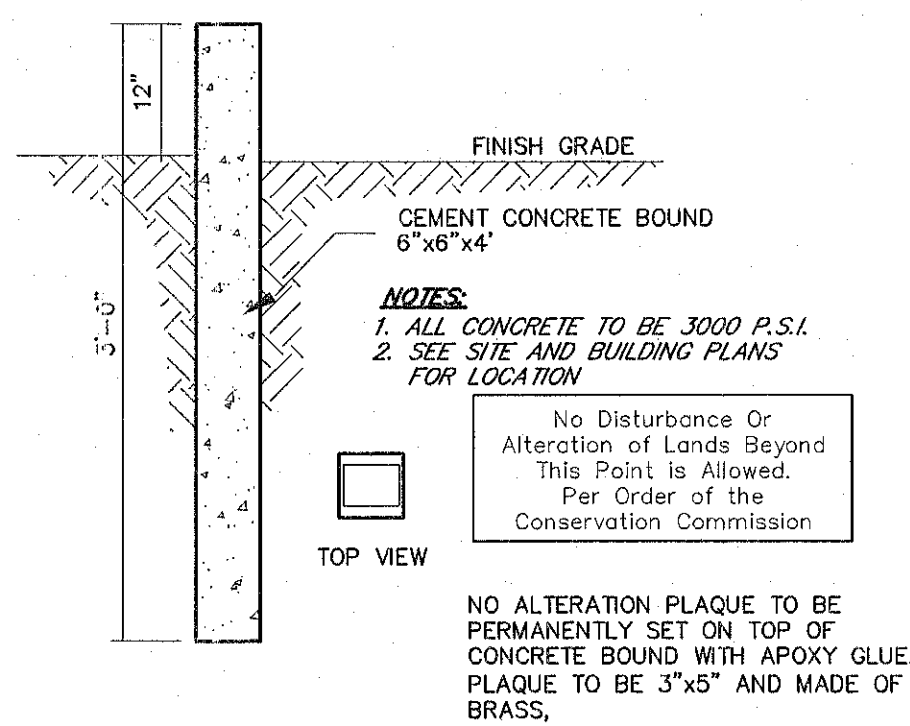 12"
FINISH GRADE
CEMENT CONCRETE BOUND
6"x6"x4'
NOTES:
1. ALL CONCRETE TO BE 3000 P.S.I.
2. SEE SITE AND BUILDING PLANS
FOR LOCATION
No Disturbance Or
Alteration of Lands Beyond
This Point is Allowed.
Per Order of the
Conservation Commission
TOP VIEW
NO ALTERATION PLAQUE TO BE
PERMANENTLY SET ON TOP OF
CONCRETE BOUND WITH APOXY GLUE.
PLAQUE TO BE 3"x5" AND MADE OF
BRASS,